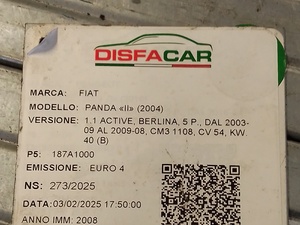 DISFACAR
MARCA: FIAT
MODELLO: PANDA «II» (2004)
VERSIONE: 1.1 ACTIVE, BERLINA, 5 P., DAL 2003-
09 AL 2009-08, CM3 1108, CV 54, KW.
40 (B)
P5: 187A1000
EMISSIONE: EURO 4
NS: 273/2025
DATA: 03/02/2025 17:50:00
ANNO IMM: 2008